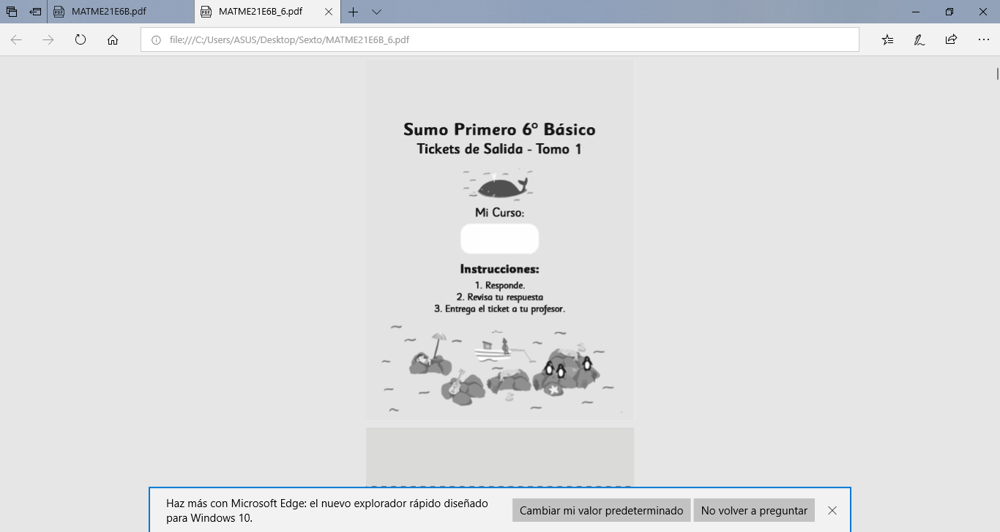 MATME21E6B.pdf
MATME21E6B_6.pdf
file:///C:/Users/ASUS/Desktop/Sexto/MATME21E6B_6.pdf
Sumo Primero 6° Básico
Tickets de Salida - Tomo 1
Mi Curso:
Instrucciones:
1. Responde.
2. Revisa tu respuesta
3. Entrega el ticket a tu profesor.
Haz más con Microsoft Edge: el nuevo explorador rápido diseñado
para Windows 10.
Cambiar mi valor predeterminado
No volver a preguntar